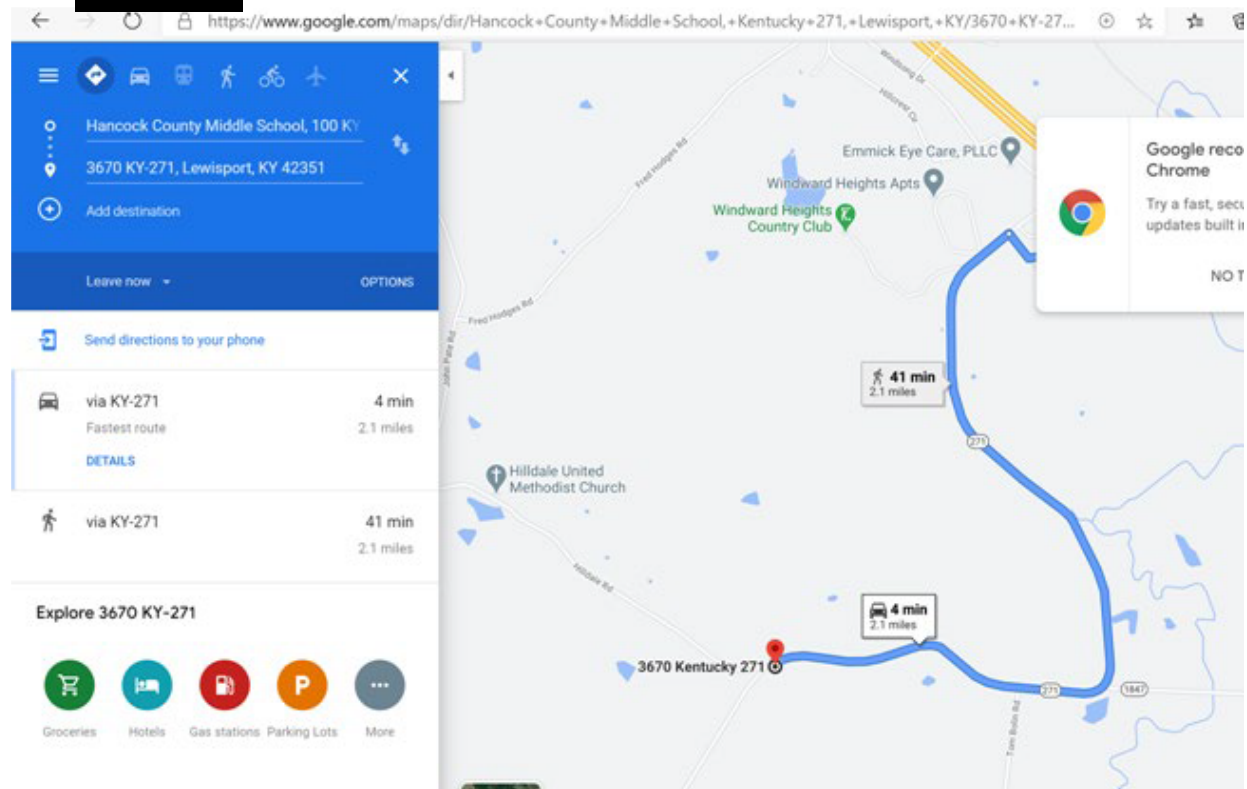 https://www.google.com/maps/dir/Hancock+County+Middle+School,+Kentucky+271,+Lewisport,+KY/3670+KY-27...
Hancock County Middle School, 100 KY
3670 KY-271, Lewisport, KY 42351
Add destination
Leave now
OPTIONS
Send directions to your phone
via KY-271
4 min
Fastest route
2.1 miles
DETAILS
via KY-271
41 min
2.1 miles
Explore 3670 KY-271
Groceries
Hotels
Gas stations
Parking Lots
More
Windsong Dr
Hillcrest Cr
Fred Hodges Rd
Emmick Eye Care, PLLC
Windward Heights Apts
Windward Heights
Country Club
Google reco
Chrome
Try a fast, secu
updates built in
NO T
Fred Hodges Rd
John Pate Rd
41 min
2.1 miles
271
Hilldale United
Methodist Church
Hilldale Rd
4 min
2.1 miles
3670 Kentucky 271
271
1847
Tom Bolin Rd
P